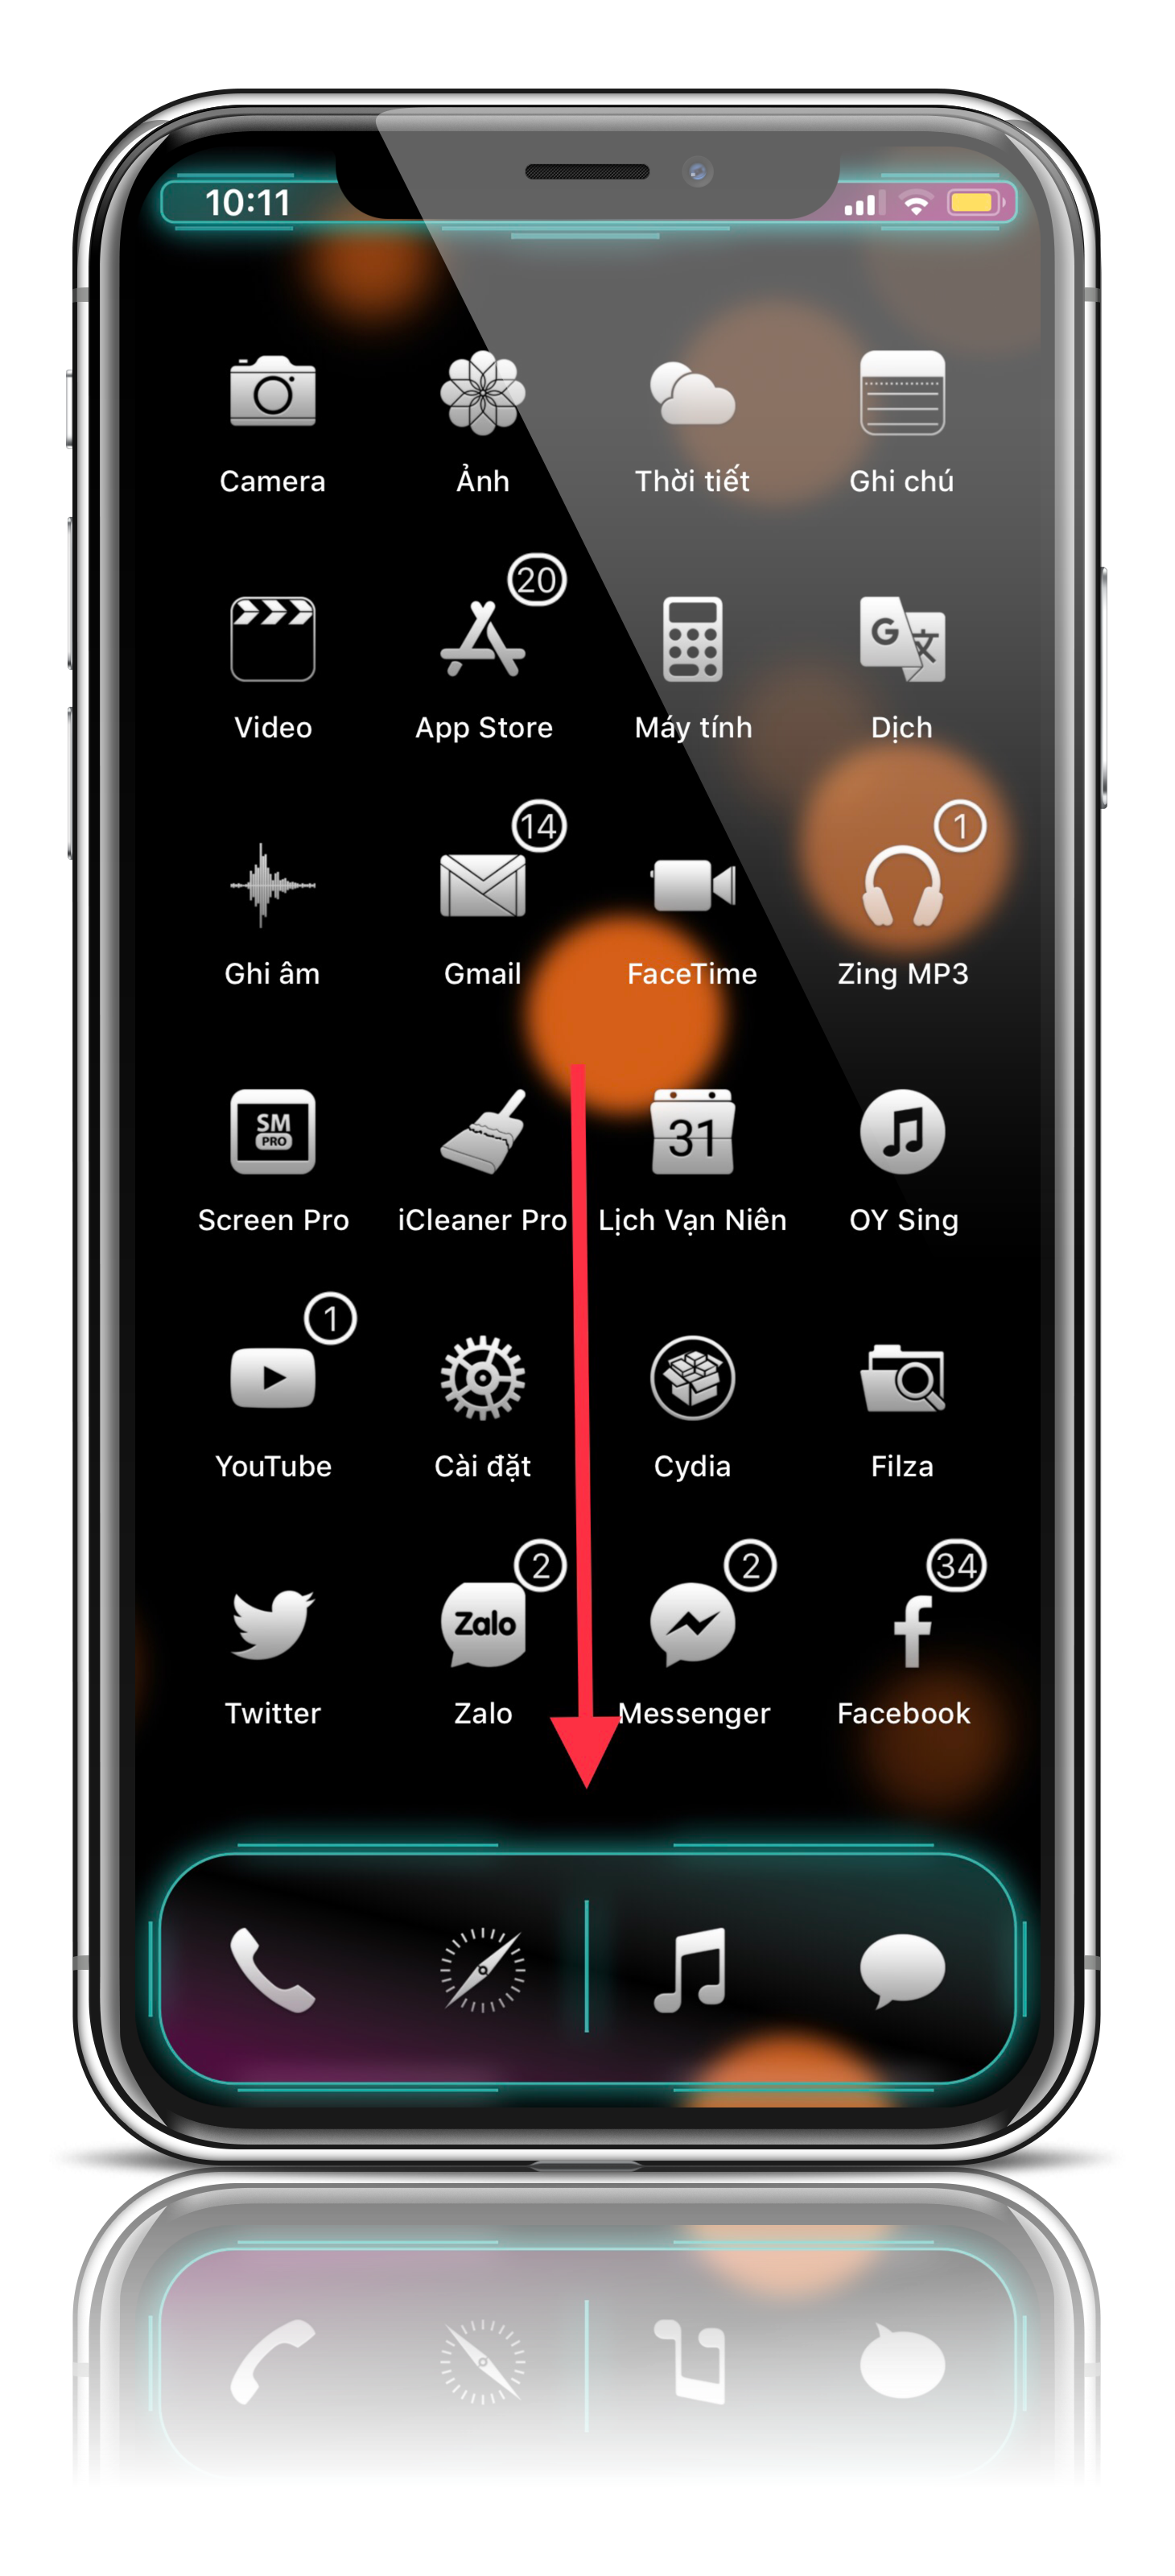 10:11
Camera
Ảnh
Thời tiết
Ghi chú
20
Video
App Store
Máy tính
G 文
Dịch
14
1
Ghi âm
Gmail
FaceTime
Zing MP3
SM
PRO
31
Screen Pro
iCleaner Pro
Lịch Vạn Niên
OY Sing
1
YouTube
Cài đặt
Cydia
Filza
2
2
34
Zalo
Twitter
Zalo
Messenger
Facebook